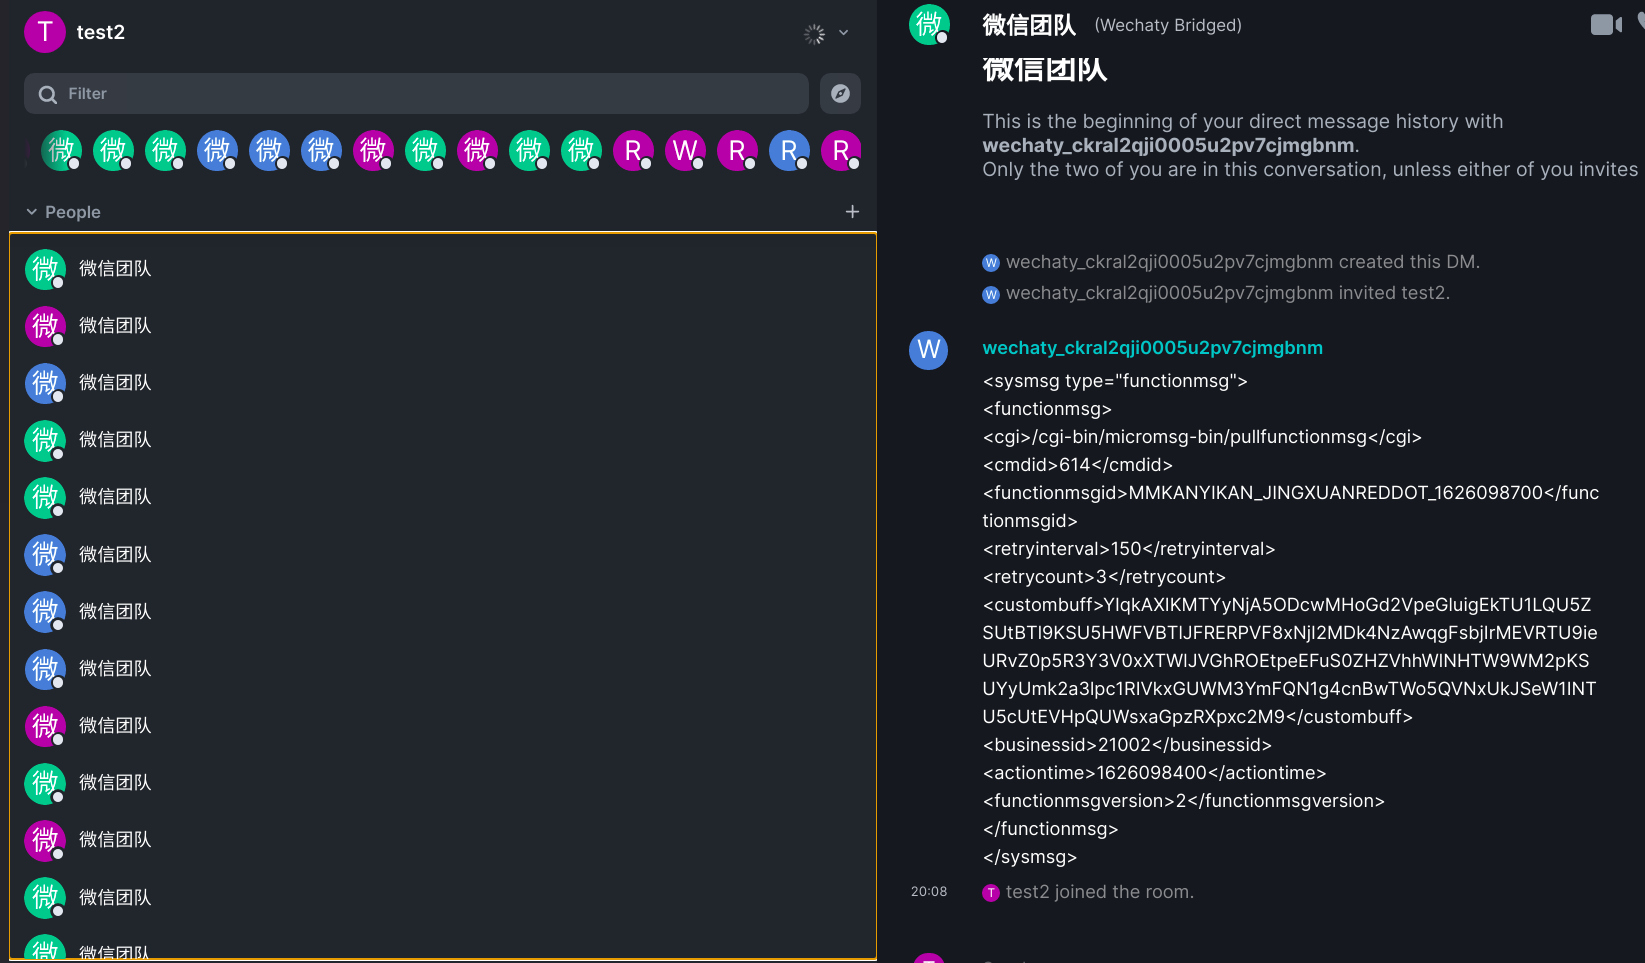 T test2
Filter
微 微 微 微 微 微 微 微 微 微 微 R W R R R
People +
微 微信团队
微 微信团队
微 微信团队
微 微信团队
微 微信团队
微 微信团队
微 微信团队
微 微信团队
微 微信团队
微 微信团队
微 微信团队
微 微信团队
微 微信团队
微 微信团队 (Wechaty Bridged)
微信团队
This is the beginning of your direct message history with
wechaty_ckral2qji0005u2pv7cjmgbnm.
Only the two of you are in this conversation, unless either of you invites
W wechaty_ckral2qji0005u2pv7cjmgbnm created this DM.
W wechaty_ckral2qji0005u2pv7cjmgbnm invited test2.
W wechaty_ckral2qji0005u2pv7cjmgbnm
<sysmsg type="functionmsg">
<functionmsg>
<cgi>/cgi-bin/micromsg-bin/pullfunctionmsg</cgi>
<cmdid>614</cmdid>
<functionmsgid>MMKANYIKAN_JINGXUANREDDOT_1626098700</func
tionmsgid>
<retryinterval>150</retryinterval>
<retrycount>3</retrycount>
<custombuff>YIqkAXIKMTYyNjA5ODcwMHoGd2VpeGluigEkTU1LQU5Z
SUtBTl9KSU5HWFVBTlJFRERPVF8xNjI2MDk4NzAwqgFsbjIrMEVRTU9ie
URvZ0p5R3Y3V0xXTWlJVGhROEtpeEFuS0ZHZVhhWlNHTW9WM2pKS
UYyUmk2a3lpc1RIVkxGUWM3YmFQN1g4cnBwTWo5QVNxUkJSeW1INT
U5cUtEVHpQUWsxaGpzRXpxc2M9</custombuff>
<businessid>21002</businessid>
<actiontime>1626098400</actiontime>
<functionmsgversion>2</functionmsgversion>
</functionmsg>
</sysmsg>
20:08 T test2 joined the room.